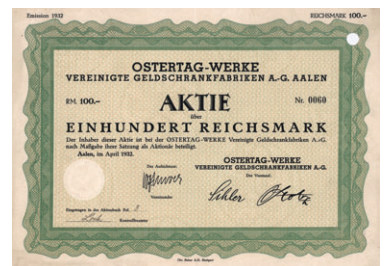 Emission 1932
REICHSMARK 100.–
OSTERTAG-WERKE
VEREINIGTE GELDSCHRANKFABRIKEN A.-G. AALEN
RM. 100.–
AKTIE
Nr. 0060
über
EINHUNDERT REICHSMARK
Der Inhaber dieser Aktie ist bei der OSTERTAG-WERKE Vereinigte Geldschrankfabriken A.-G.
nach Maßgabe ihrer Satzung als Aktionär beteiligt.
Aalen, im April 1932.
OSTERTAG-WERKE
VEREINIGTE GELDSCHRANKFABRIKEN A.-G.
Der Aufsichtsrat:
Der Vorstand:
Vorsitzender
Eingetragen in das Aktienbuch Fol. 8
Kontrollbeamter